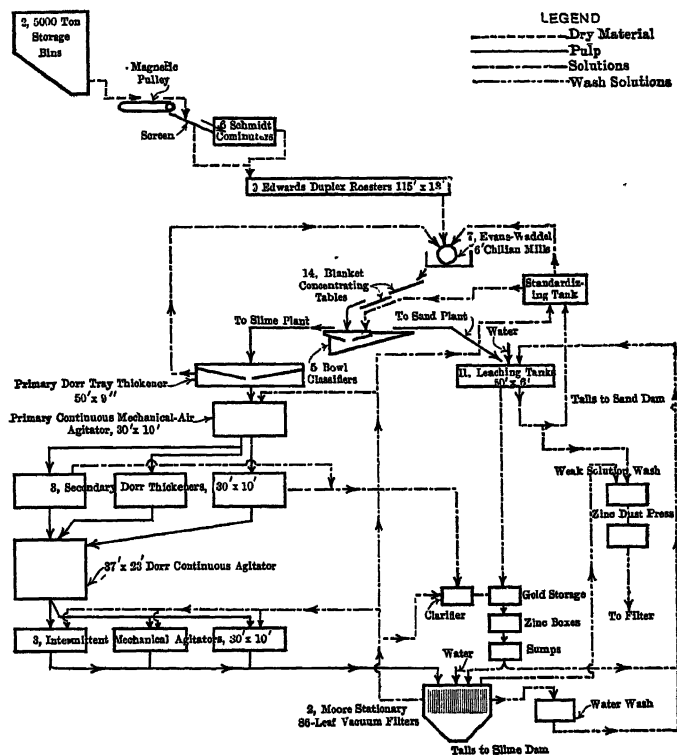 2, 5000 Ton
Storage
Bins
LEGEND
Dry Material
Pulp
Solutions
Wash Solutions
Magnetic
Pulley
Screen
6 Schmidt
Cominuters
2 Edwards Duplex Roasters 115' x 13'
7, Evans-Waddel
6' Chilian Mills
14, Blanket
Concentrating
Tables
Standardiz-
ing Tank
To Slime Plant
To Sand Plant
Water
5 Bowl
Classifiers
11, Leaching Tanks
50' x 6'
Primary Dorr Tray Thickener
50' x 9"
Tails to Sand Dam
Primary Continuous Mechanical-Air
Agitator, 30' x 10'
3, Secondary Dorr Thickeners, 30' x 10'
Weak Solution Wash
Zinc Dust Press
37' x 23' Dorr Continuous Agitator
Clarifier
Gold Storage
To Filter
Zinc Boxes
3, Intermittent Mechanical Agitators, 30' x 10'
Sumps
Water
2, Moore Stationary
86-Leaf Vacuum Filters
Water Wash
Tails to Slime Dam